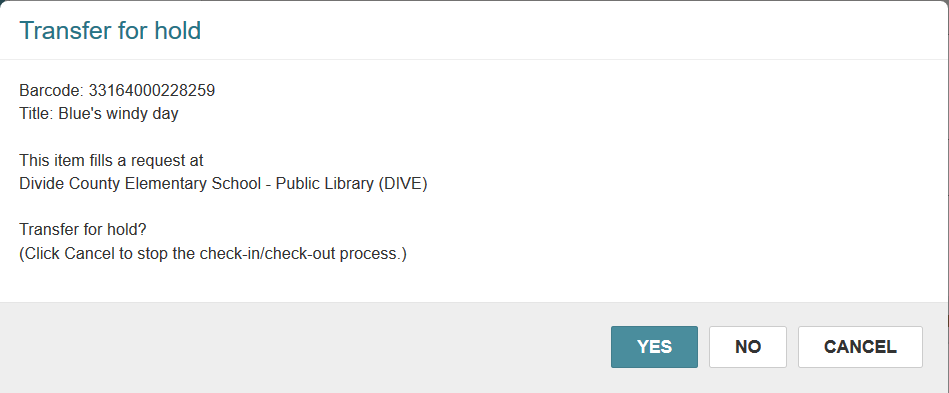 Transfer for hold
Barcode: 33164000228259
Title: Blue's windy day
This item fills a request at
Divide County Elementary School - Public Library (DIVE)
Transfer for hold?
(Click Cancel to stop the check-in/check-out process.)
YES
NO
CANCEL